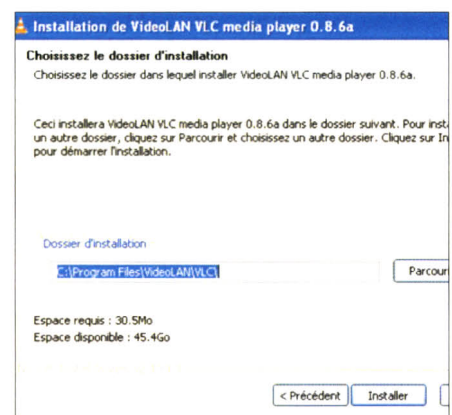 Installation de VideoLAN VLC media player 0.8.6a
Choisissez le dossier d'installation
Choisissez le dossier dans lequel installer VideoLAN VLC media player 0.8.6a.
Ceci installera VideoLAN VLC media player 0.8.6a dans le dossier suivant. Pour insta
un autre dossier, cliquez sur Parcourir et choisissez un autre dossier. Cliquez sur In
pour démarrer l'installation.
Dossier d'installation
C:\Program Files\VideoLAN\VLC\
Parcour
Espace requis : 30.5Mo
Espace disponible : 45.4Go
< Précédent
Installer